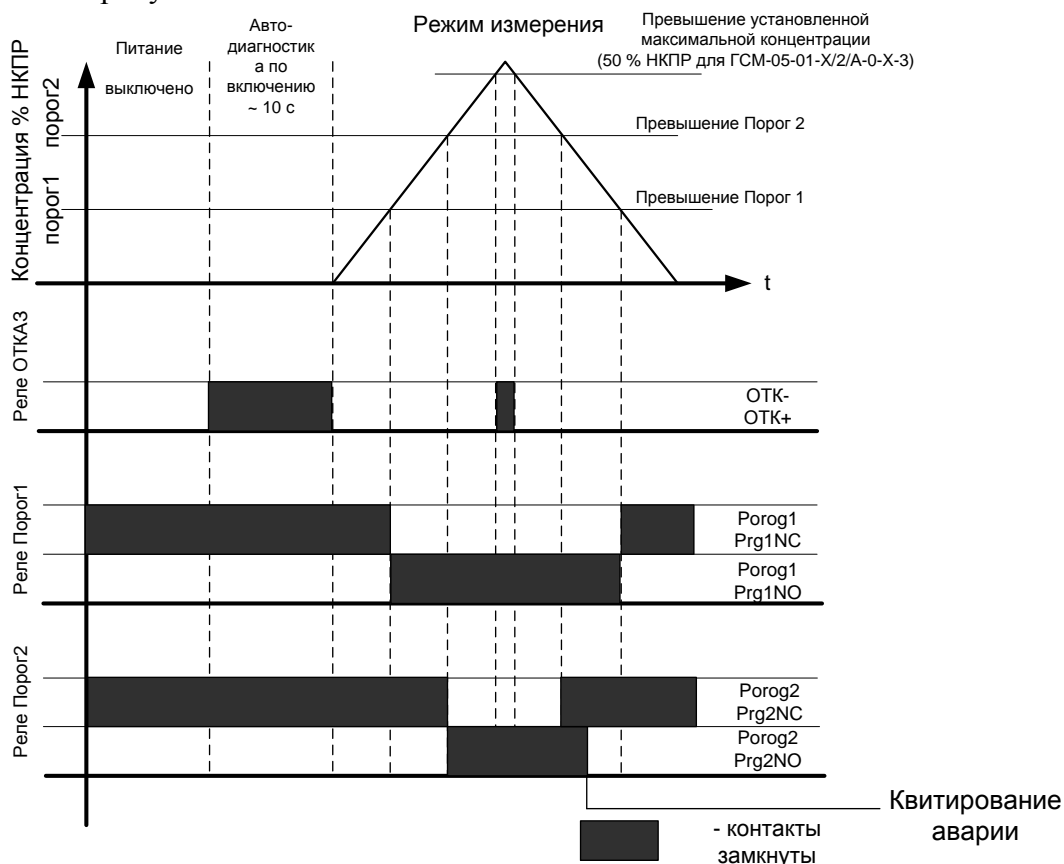 Питание
выключено
Авто-
диагностик
а по
включению
~ 10 с
Режим измерения
Превышение установленной
максимальной концентрации
(50 % НКПР для ГСМ-05-01-Х/2/А-0-Х-3)
Концентрация % НКПР
порог1 порог2
Превышение Порог 2
Превышение Порог 1
t
Реле ОТКАЗ
ОТК-
ОТК+
Реле Порог1
Porog1
Prg1NC
Porog1
Prg1NO
Реле Порог2
Porog2
Prg2NC
Porog2
Prg2NO
Квитирование
аварии
- контакты
замкнуты